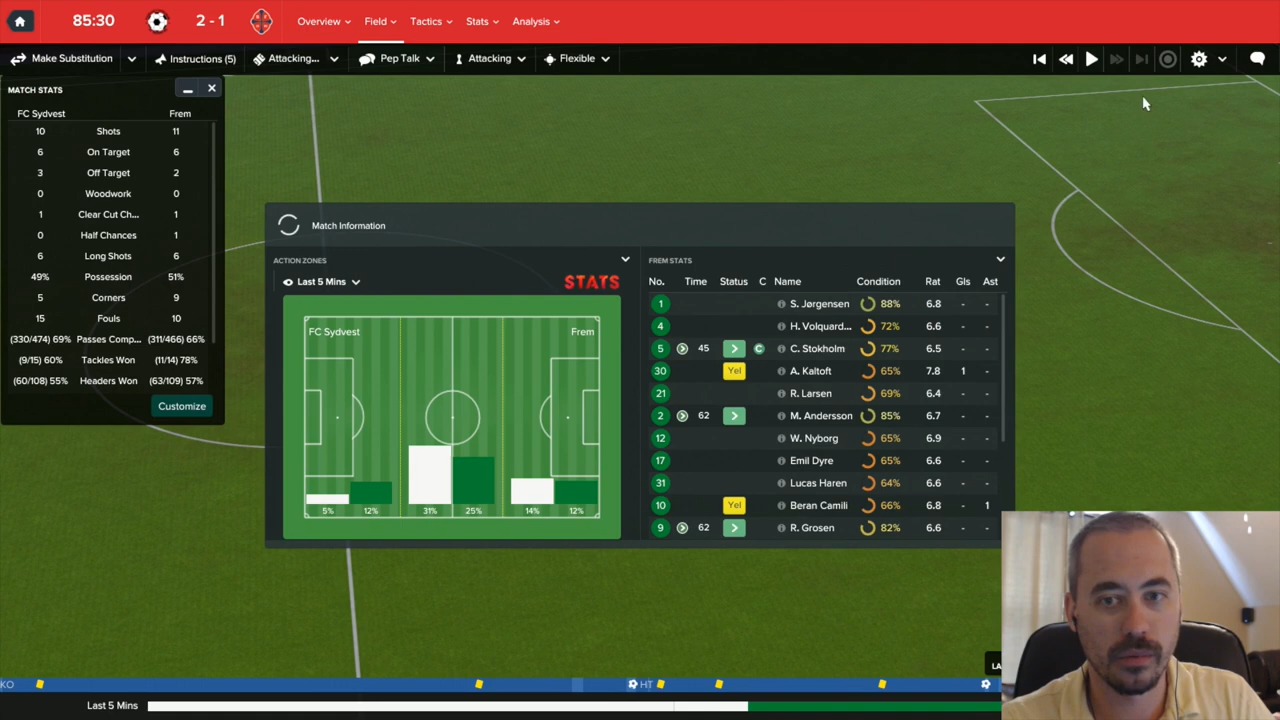 85:30 2 - 1 Overview Field Tactics Stats Analysis
Make Substitution Instructions (5) Attacking... Pep Talk Attacking Flexible
MATCH STATS
FC Sydvest Frem
10 Shots 11
6 On Target 6
3 Off Target 2
0 Woodwork 0
1 Clear Cut Ch... 1
0 Half Chances 1
6 Long Shots 6
49% Possession 51%
5 Corners 9
15 Fouls 10
(330/474) 69% Passes Comp... (311/466) 66%
(9/15) 60% Tackles Won (11/14) 78%
(60/108) 55% Headers Won (63/109) 57%
Customize
Match Information
ACTION ZONES
Last 5 Mins STATS
FC Sydvest Frem
5% 12% 31% 25% 14% 12%
FREM STATS
No. Time Status C Name Condition Rat Gls Ast
1 S. Jørgensen 88% 6.8 - -
4 H. Volquard... 72% 6.6 - -
5 45 C C. Stokholm 77% 6.5 - -
30 Yel A. Kaltoft 65% 7.8 1 -
21 R. Larsen 69% 6.4 - -
2 62 M. Andersson 85% 6.7 - -
12 W. Nyborg 65% 6.9 - -
17 Emil Dyre 65% 6.6 - -
31 Lucas Haren 64% 6.6 - -
10 Yel Beran Camili 66% 6.8 - 1
9 62 R. Grosen 82% 6.6 - -
LA
KO HT
Last 5 Mins